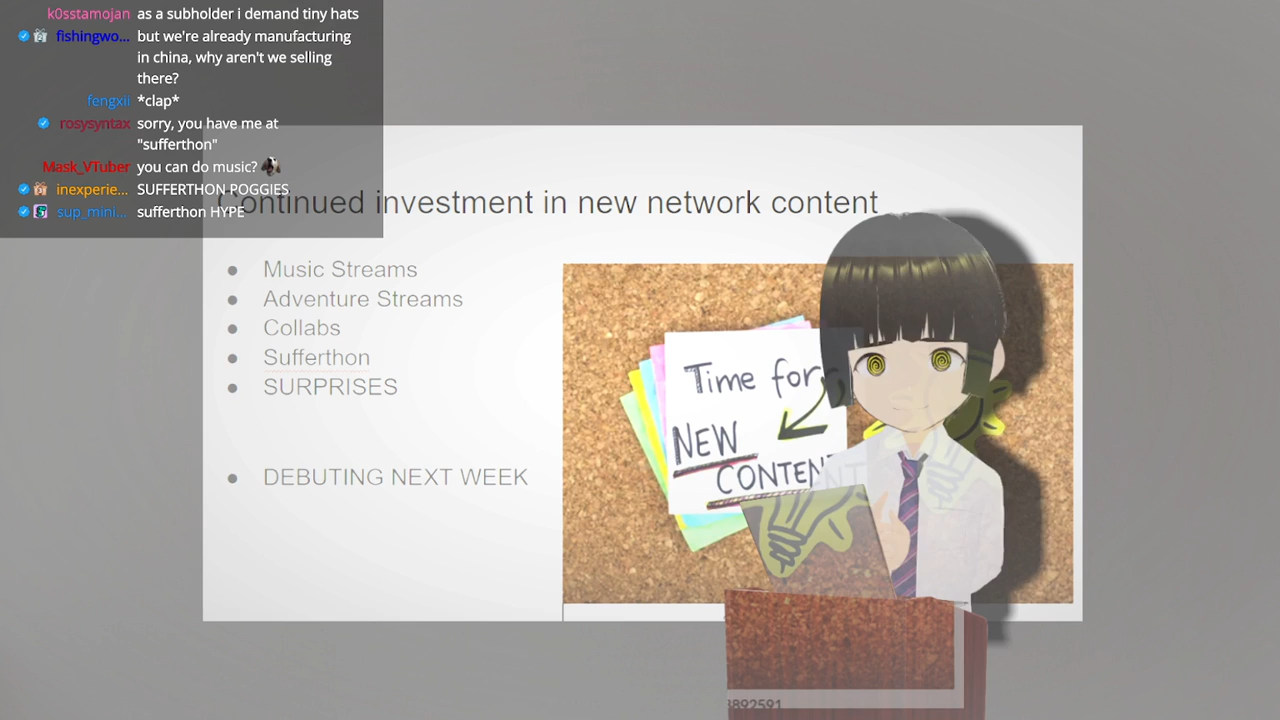 k0sstamojan as a subholder i demand tiny hats
fishingwo... but we're already manufacturing
in china, why aren't we selling
there?
fengxii *clap*
rosysyntax sorry, you have me at
"sufferthon"
Mask_VTuber you can do music?
inexperie... SUFFERTHON POGGIES
sup_mini... sufferthon HYPE
Continued investment in new network content
Music Streams
Adventure Streams
Collabs
Sufferthon
SURPRISES
DEBUTING NEXT WEEK
Time for
NEW
CONTENT
3892591